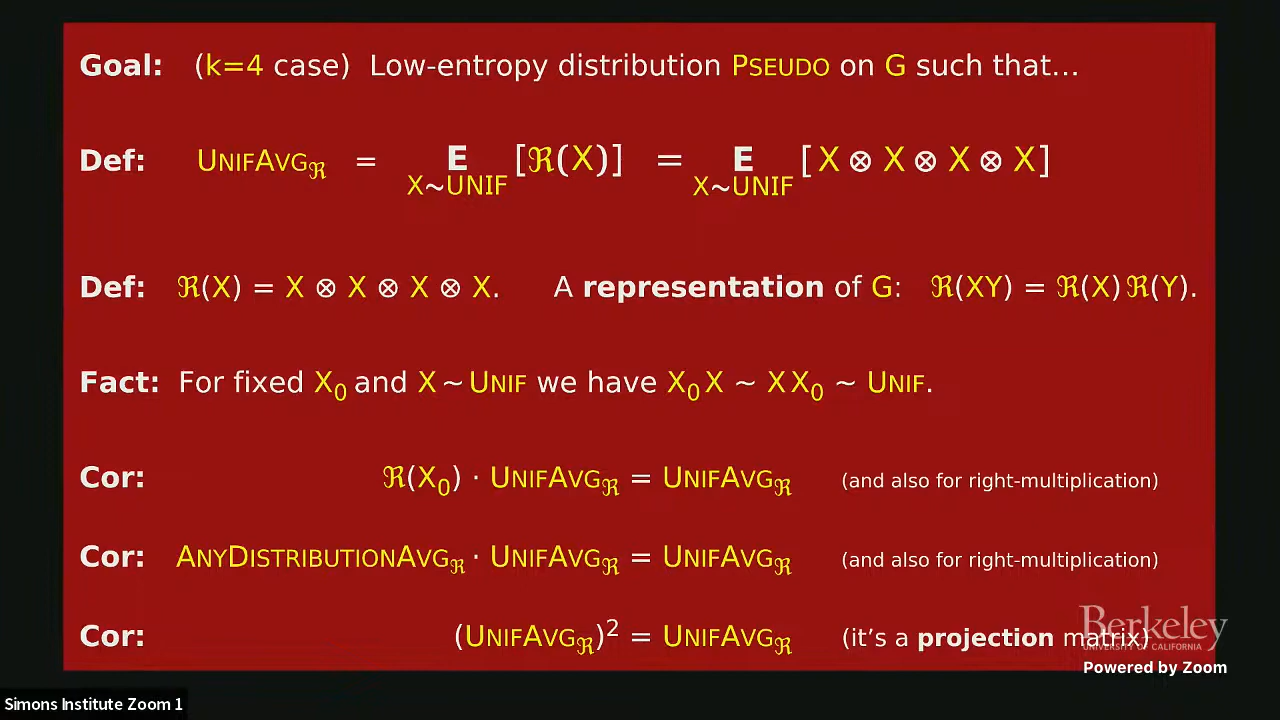 Goal: (k=4 case) Low-entropy distribution PSEUDO on G such that…
Def: UNIFAVGℜ = E X~UNIF [ℜ(X)] = E X~UNIF [X ⊗ X ⊗ X ⊗ X]
Def: ℜ(X) = X ⊗ X ⊗ X ⊗ X. A representation of G: ℜ(XY) = ℜ(X)ℜ(Y).
Fact: For fixed X₀ and X ~ UNIF we have X₀X ~ XX₀ ~ UNIF.
Cor: ℜ(X₀) · UNIFAVGℜ = UNIFAVGℜ (and also for right-multiplication)
Cor: ANYDISTRIBUTIONAVGℜ · UNIFAVGℜ = UNIFAVGℜ (and also for right-multiplication)
Cor: (UNIFAVGℜ)² = UNIFAVGℜ (it’s a projection matrix)
Berkeley
UNIVERSITY OF CALIFORNIA
Powered by Zoom
Simons Institute Zoom 1